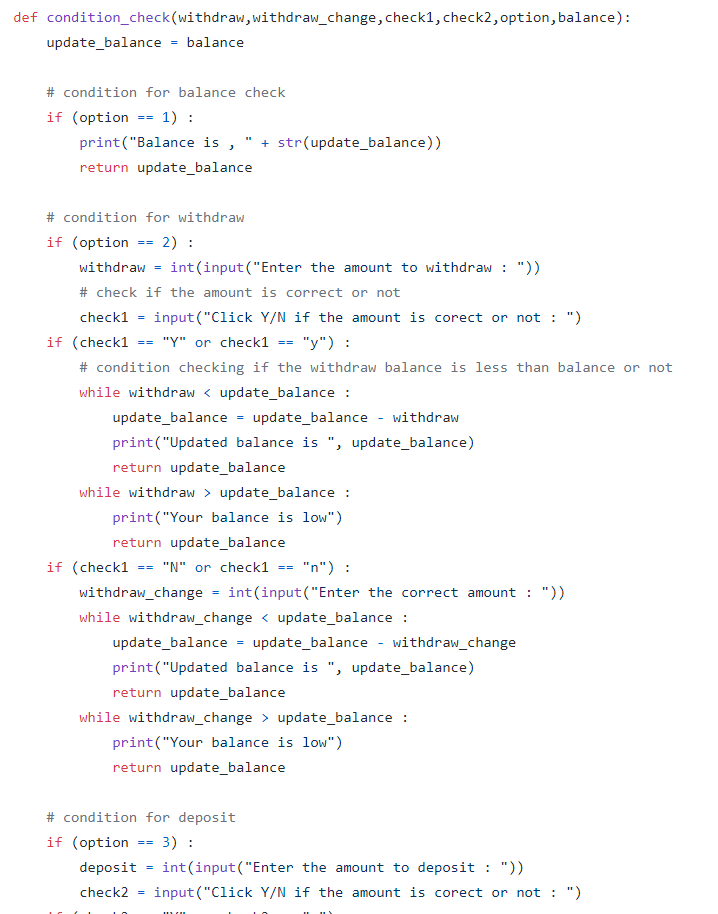 def condition_check(withdraw,withdraw_change,check1,check2,option,balance):
    update_balance = balance

    # condition for balance check
    if (option == 1) :
        print("Balance is , " + str(update_balance))
        return update_balance

    # condition for withdraw
    if (option == 2) :
        withdraw = int(input("Enter the amount to withdraw : "))
        # check if the amount is correct or not
        check1 = input("Click Y/N if the amount is corect or not : ")
    if (check1 == "Y" or check1 == "y") :
        # condition checking if the withdraw balance is less than balance or not
        while withdraw < update_balance :
            update_balance = update_balance - withdraw
            print("Updated balance is ", update_balance)
            return update_balance
        while withdraw > update_balance :
            print("Your balance is low")
            return update_balance
    if (check1 == "N" or check1 == "n") :
        withdraw_change = int(input("Enter the correct amount : "))
        while withdraw_change < update_balance :
            update_balance = update_balance - withdraw_change
            print("Updated balance is ", update_balance)
            return update_balance
        while withdraw_change > update_balance :
            print("Your balance is low")
            return update_balance

    # condition for deposit
    if (option == 3) :
        deposit = int(input("Enter the amount to deposit : "))
        check2 = input("Click Y/N if the amount is corect or not : ")